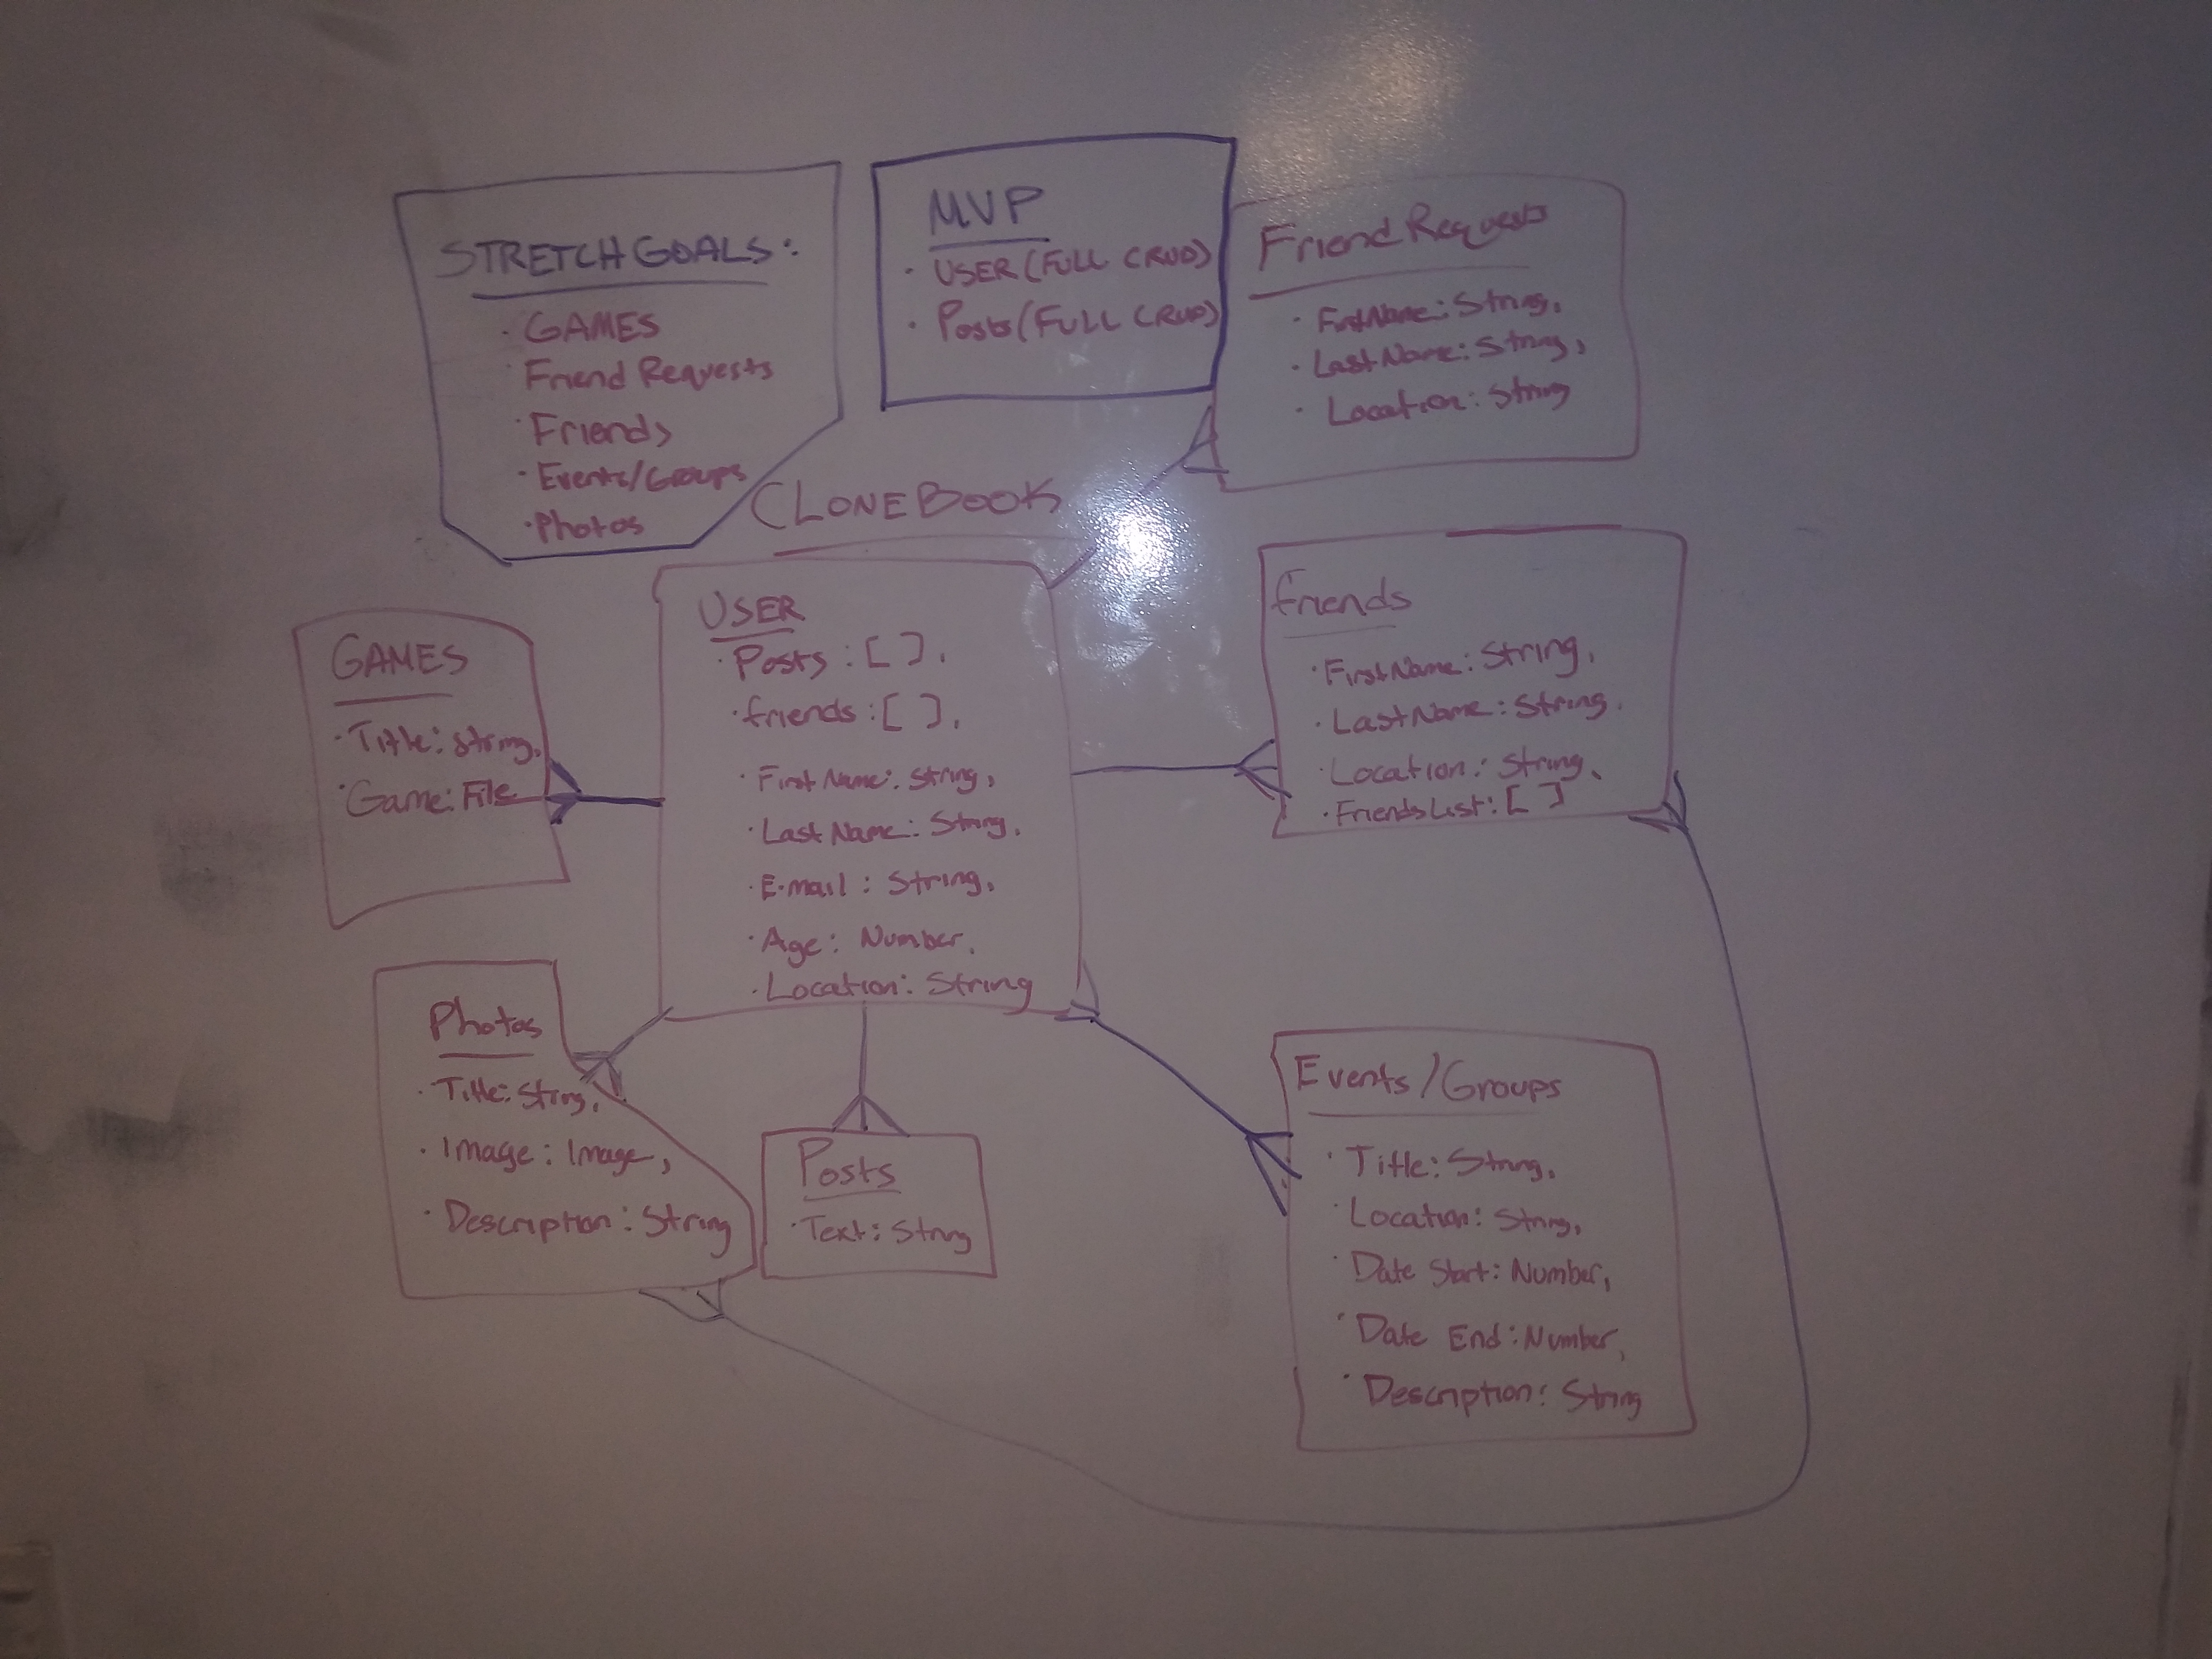 STRETCH GOALS:
· GAMES
· Friend Requests
· Friends
· Events/Groups
· Photos
MVP
· USER (FULL CRUD)
· Posts (FULL CRUD)
Friend Requests
· FirstName: String,
· LastName: String,
· Location: String
CLONEBOOK
USER
· Posts : [ ],
· friends : [ ],
· First Name: String,
· Last Name: String,
· E-mail : String,
· Age: Number,
· Location: String
friends
· FirstName: String,
· LastName: String,
· Location: String,
· FriendsList: [ ]
GAMES
· Title: String,
· Game: File
Photos
· Title: String,
· Image: Image,
· Description: String
Posts
· Text: String
Events/Groups
· Title: String,
· Location: String,
· Date Start: Number,
· Date End: Number,
· Description: String